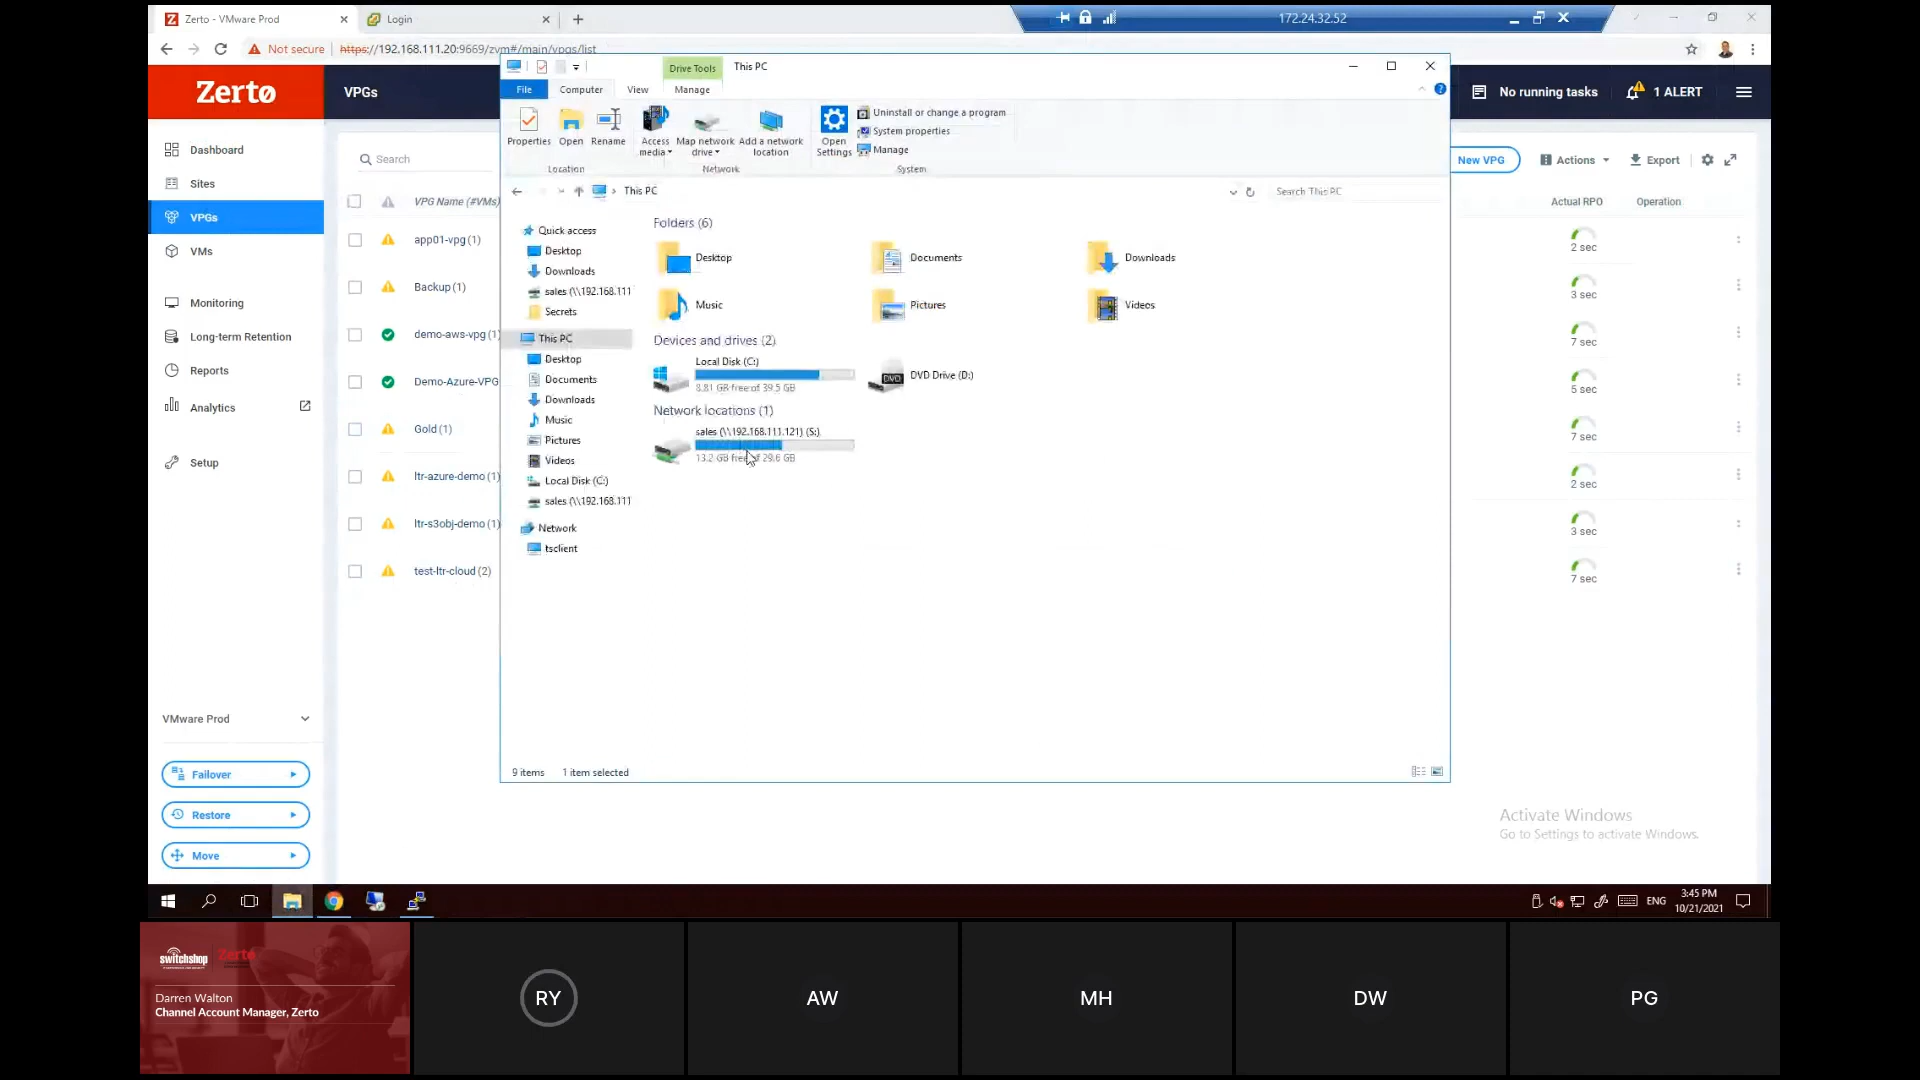 Zerto - VMware Prod
Login
172.24.32.52
Not secure
https://192.168.111.20:9669/zvm#/main/vpgs/list
Zerto
VPGs
No running tasks
1 ALERT
Dashboard
Sites
VPGs
VMs
Monitoring
Long-term Retention
Reports
Analytics
Setup
VMware Prod
Failover
Restore
Move
Search
New VPG
Actions
Export
VPG Name (#VMs)
Actual RPO
Operation
app01-vpg (1)
2 sec
Backup (1)
3 sec
demo-aws-vpg (1)
7 sec
Demo-Azure-VPG
5 sec
Gold (1)
7 sec
ltr-azure-demo (1)
2 sec
ltr-s3obj-demo (1)
3 sec
test-ltr-cloud (2)
7 sec
Drive Tools
This PC
File
Computer
View
Manage
Properties
Open
Rename
Access media
Map network drive
Add a network location
Open Settings
Uninstall or change a program
System properties
Manage
Location
Network
System
This PC
Search This PC
Quick access
Desktop
Downloads
sales (\\192.168.111
Secrets
This PC
Desktop
Documents
Downloads
Music
Pictures
Videos
Local Disk (C:)
sales (\\192.168.111
Network
tsclient
Folders (6)
Desktop
Documents
Downloads
Music
Pictures
Videos
Devices and drives (2)
Local Disk (C:)
8.81 GB free of 39.5 GB
DVD
DVD Drive (D:)
Network locations (1)
sales (\\192.168.111.121) (S:)
13.2 GB free of 29.6 GB
9 items
1 item selected
Activate Windows
Go to Settings to activate Windows.
ENG
3:45 PM
10/21/2021
switchshop
Zerto
Darren Walton
Channel Account Manager, Zerto
RY
AW
MH
DW
PG